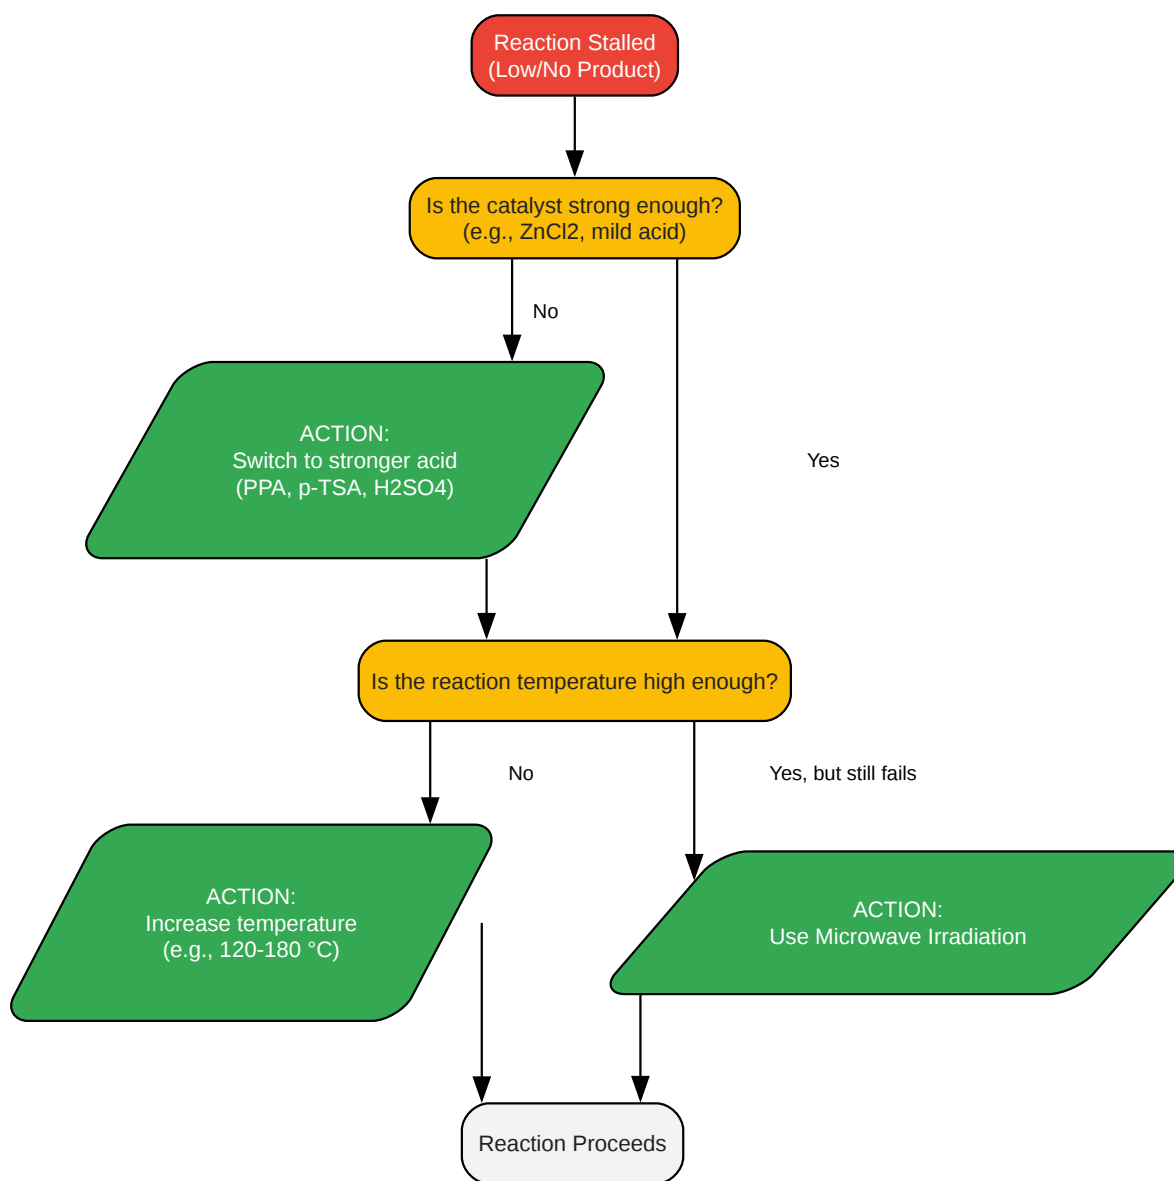 Reaction Stalled
(Low/No Product)
Is the catalyst strong enough?
(e.g., ZnCl2, mild acid)
No
ACTION:
Switch to stronger acid
(PPA, p-TSA, H2SO4)
Yes
Is the reaction temperature high enough?
No
Yes, but still fails
ACTION:
Increase temperature
(e.g., 120-180 °C)
ACTION:
Use Microwave Irradiation
Reaction Proceeds